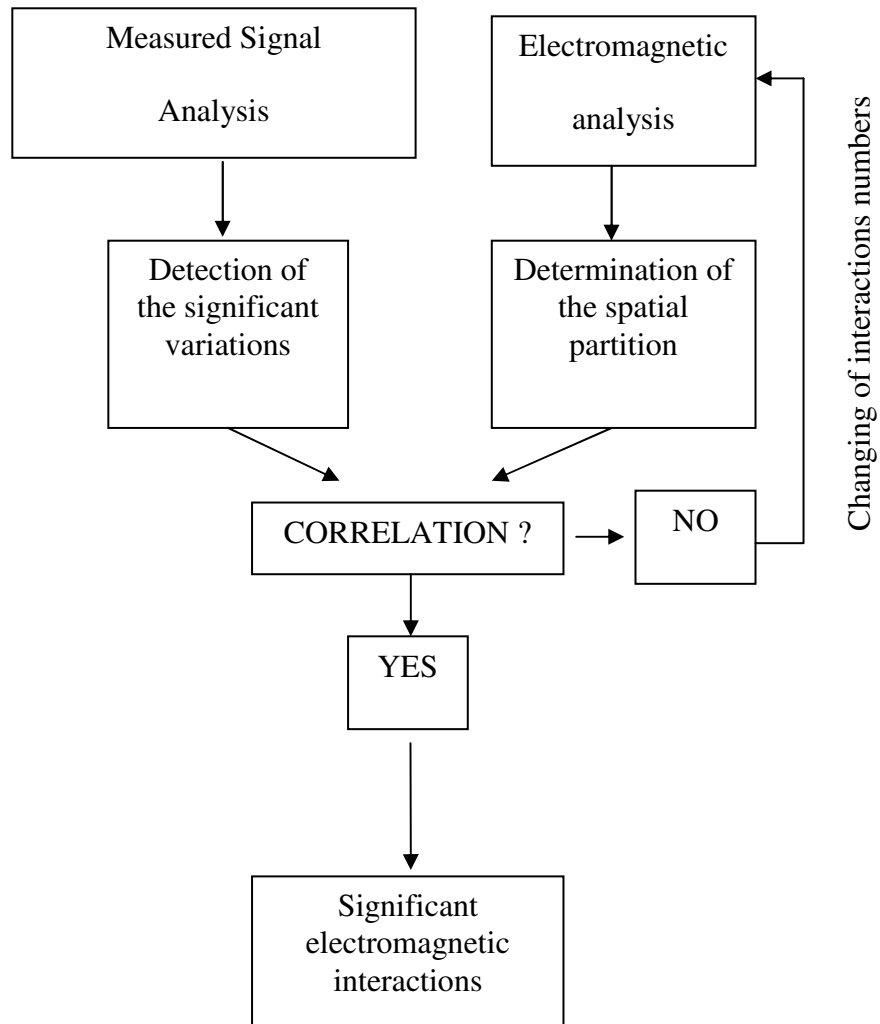 Measured Signal
Analysis
Electromagnetic
analysis
Detection of
the significant
variations
Determination of
the spatial
partition
Changing of interactions numbers
CORRELATION ?
NO
YES
Significant
electromagnetic
interactions